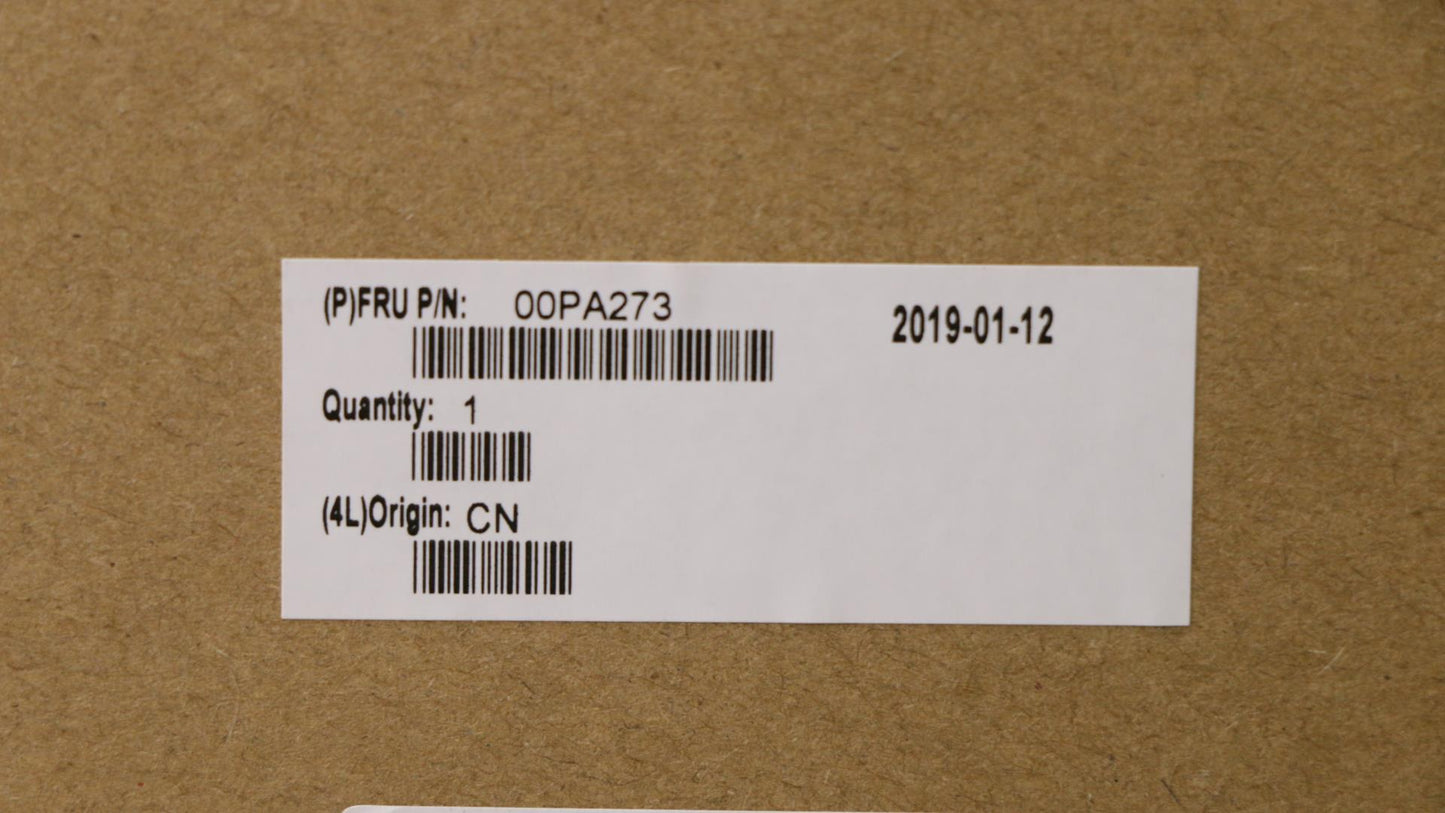 (P)FRU P/N: 00PA273
2019-01-12
Quantity: 1
(4L)Origin: CN